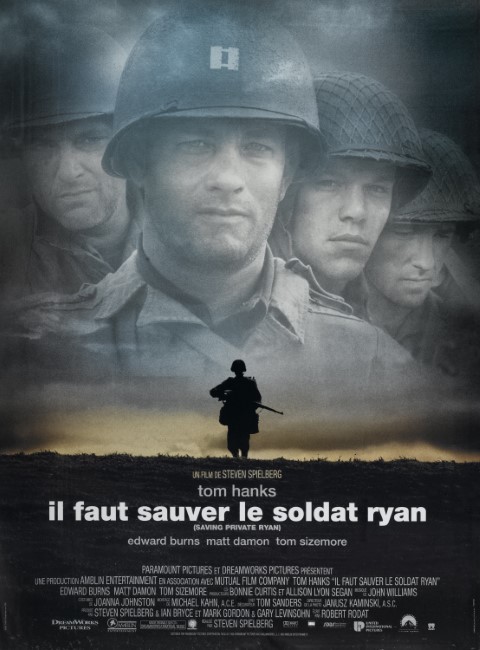 UN FILM DE STEVEN SPIELBERG
tom hanks
il faut sauver le soldat ryan
(SAVING PRIVATE RYAN)
edward burns matt damon tom sizemore
PARAMOUNT PICTURES ET DREAMWORKS PICTURES PRÉSENTENT
UNE PRODUCTION AMBLIN ENTERTAINMENT EN ASSOCIATION AVEC MUTUAL FILM COMPANY TOM HANKS "IL FAUT SAUVER LE SOLDAT RYAN"
EDWARD BURNS MATT DAMON TOM SIZEMORE BONNIE CURTIS ET ALLISON LYON SEGAN JOHN WILLIAMS
JOANNA JOHNSTON MICHAEL KAHN, A.C.E. TOM SANDERS JANUSZ KAMINSKI, A.S.C.
STEVEN SPIELBERG & IAN BRYCE ET MARK GORDON & GARY LEVINSOHN ROBERT RODAT
DREAMWORKS PICTURES STEVEN SPIELBERG